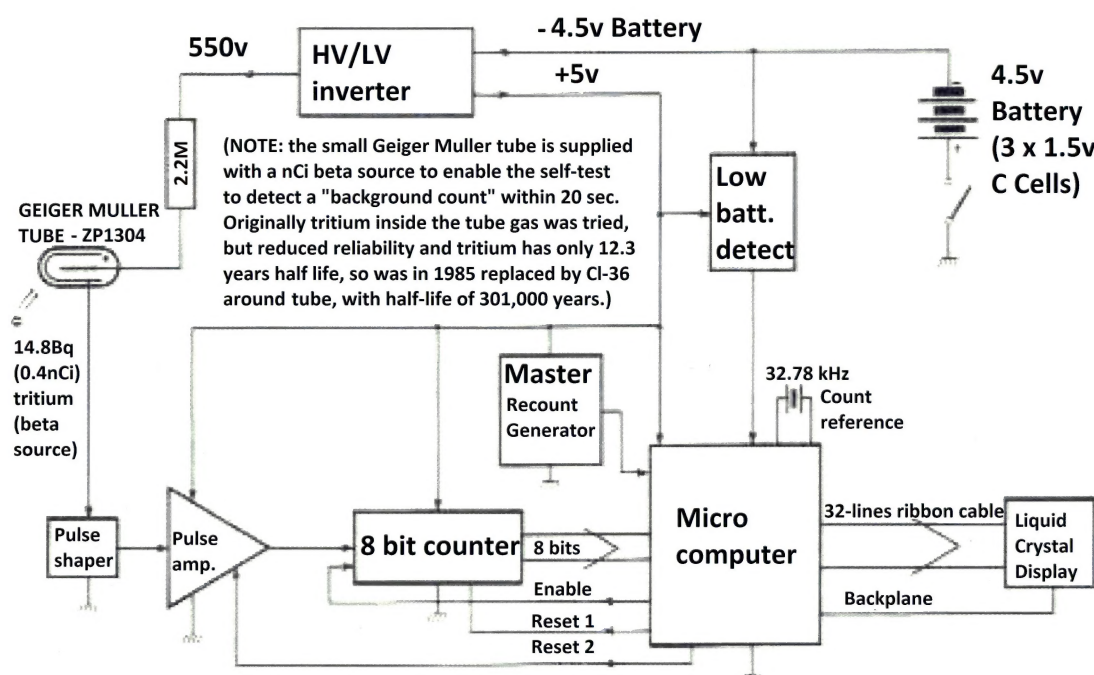 550v
HV/LV
inverter
- 4.5v Battery
+5v
4.5v
Battery
(3 x 1.5v
C Cells)
2.2M
(NOTE: the small Geiger Muller tube is supplied
with a nCi beta source to enable the self-test
to detect a "background count" within 20 sec.
Originally tritium inside the tube gas was tried,
but reduced reliability and tritium has only 12.3
years half life, so was in 1985 replaced by Cl-36
around tube, with half-life of 301,000 years.)
Low
batt.
detect
GEIGER MULLER
TUBE - ZP1304
14.8Bq
(0.4nCi)
tritium
(beta
source)
Master
Recount
Generator
32.78 kHz
Count
reference
Pulse
shaper
Pulse
amp.
8 bit counter
8 bits
Enable
Reset 1
Reset 2
Micro
computer
32-lines ribbon cable
Backplane
Liquid
Crystal
Display